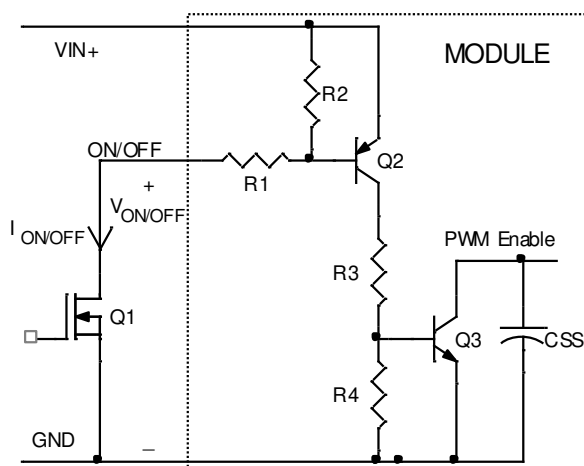 VIN+
MODULE
R2
ON/OFF
R1
Q2
+
V ON/OFF
I ON/OFF
PWM Enable
R3
Q1
Q3
CSS
R4
GND
_